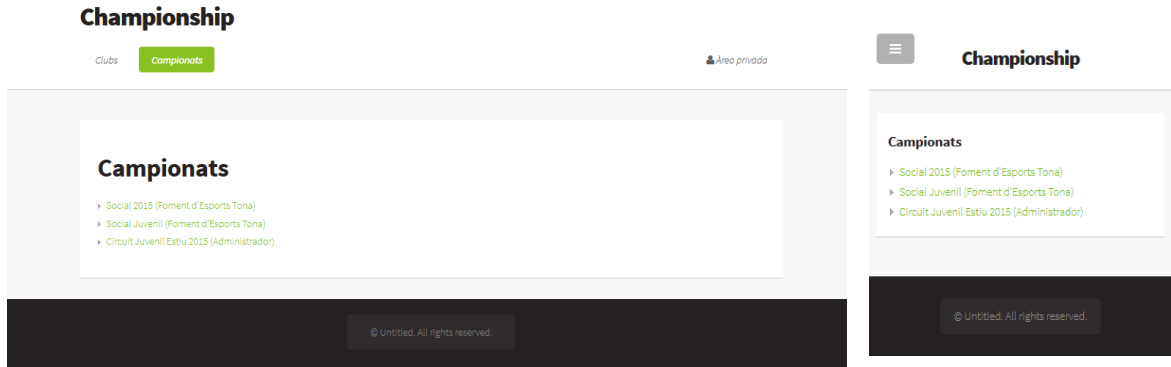 Championship
Clubs
Campionats
Àrea privada
Campionats
Social 2015 (Foment d'Esports Tona)
Social Juvenil (Foment d'Esports Tona)
Circuit Juvenil Estiu 2015 (Administrador)
© Untitled. All rights reserved.
Championship
Campionats
Social 2015 (Foment d'Esports Tona)
Social Juvenil (Foment d'Esports Tona)
Circuit Juvenil Estiu 2015 (Administrador)
© Untitled. All rights reserved.